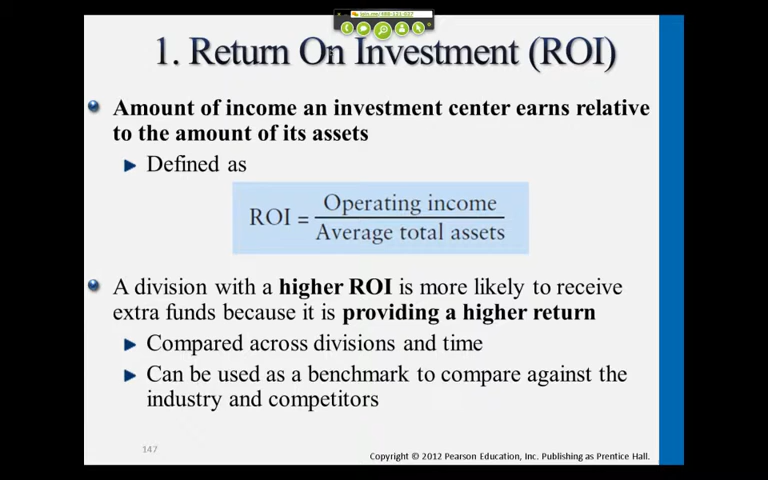 1. Return On Investment (ROI)
Amount of income an investment center earns relative
to the amount of its assets
Defined as
ROI = Operating income
Average total assets
A division with a higher ROI is more likely to receive
extra funds because it is providing a higher return
Compared across divisions and time
Can be used as a benchmark to compare against the
industry and competitors
147
Copyright © 2012 Pearson Education, Inc. Publishing as Prentice Hall.